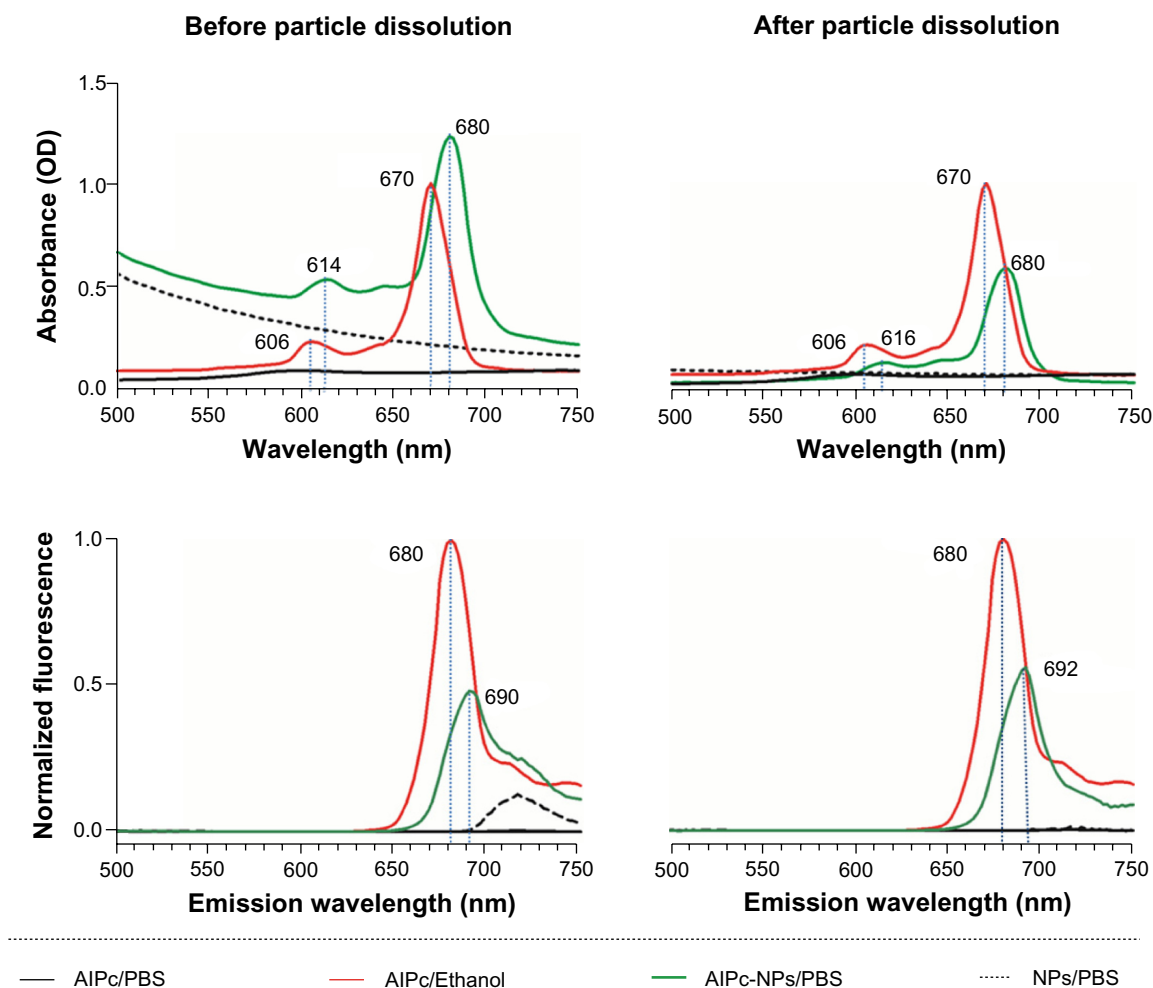 Before particle dissolution
After particle dissolution
Absorbance (OD)
1.5
1.0
0.5
0.0
680
670
614
606
500 550 600 650 700 750
Wavelength (nm)
670
680
606
616
500 550 600 650 700 750
Wavelength (nm)
Normalized fluorescence
1.0
0.5
0.0
680
690
500 550 600 650 700 750
Emission wavelength (nm)
680
692
500 550 600 650 700 750
Emission wavelength (nm)
AIPc/PBS AIPc/Ethanol AIPc-NPs/PBS NPs/PBS